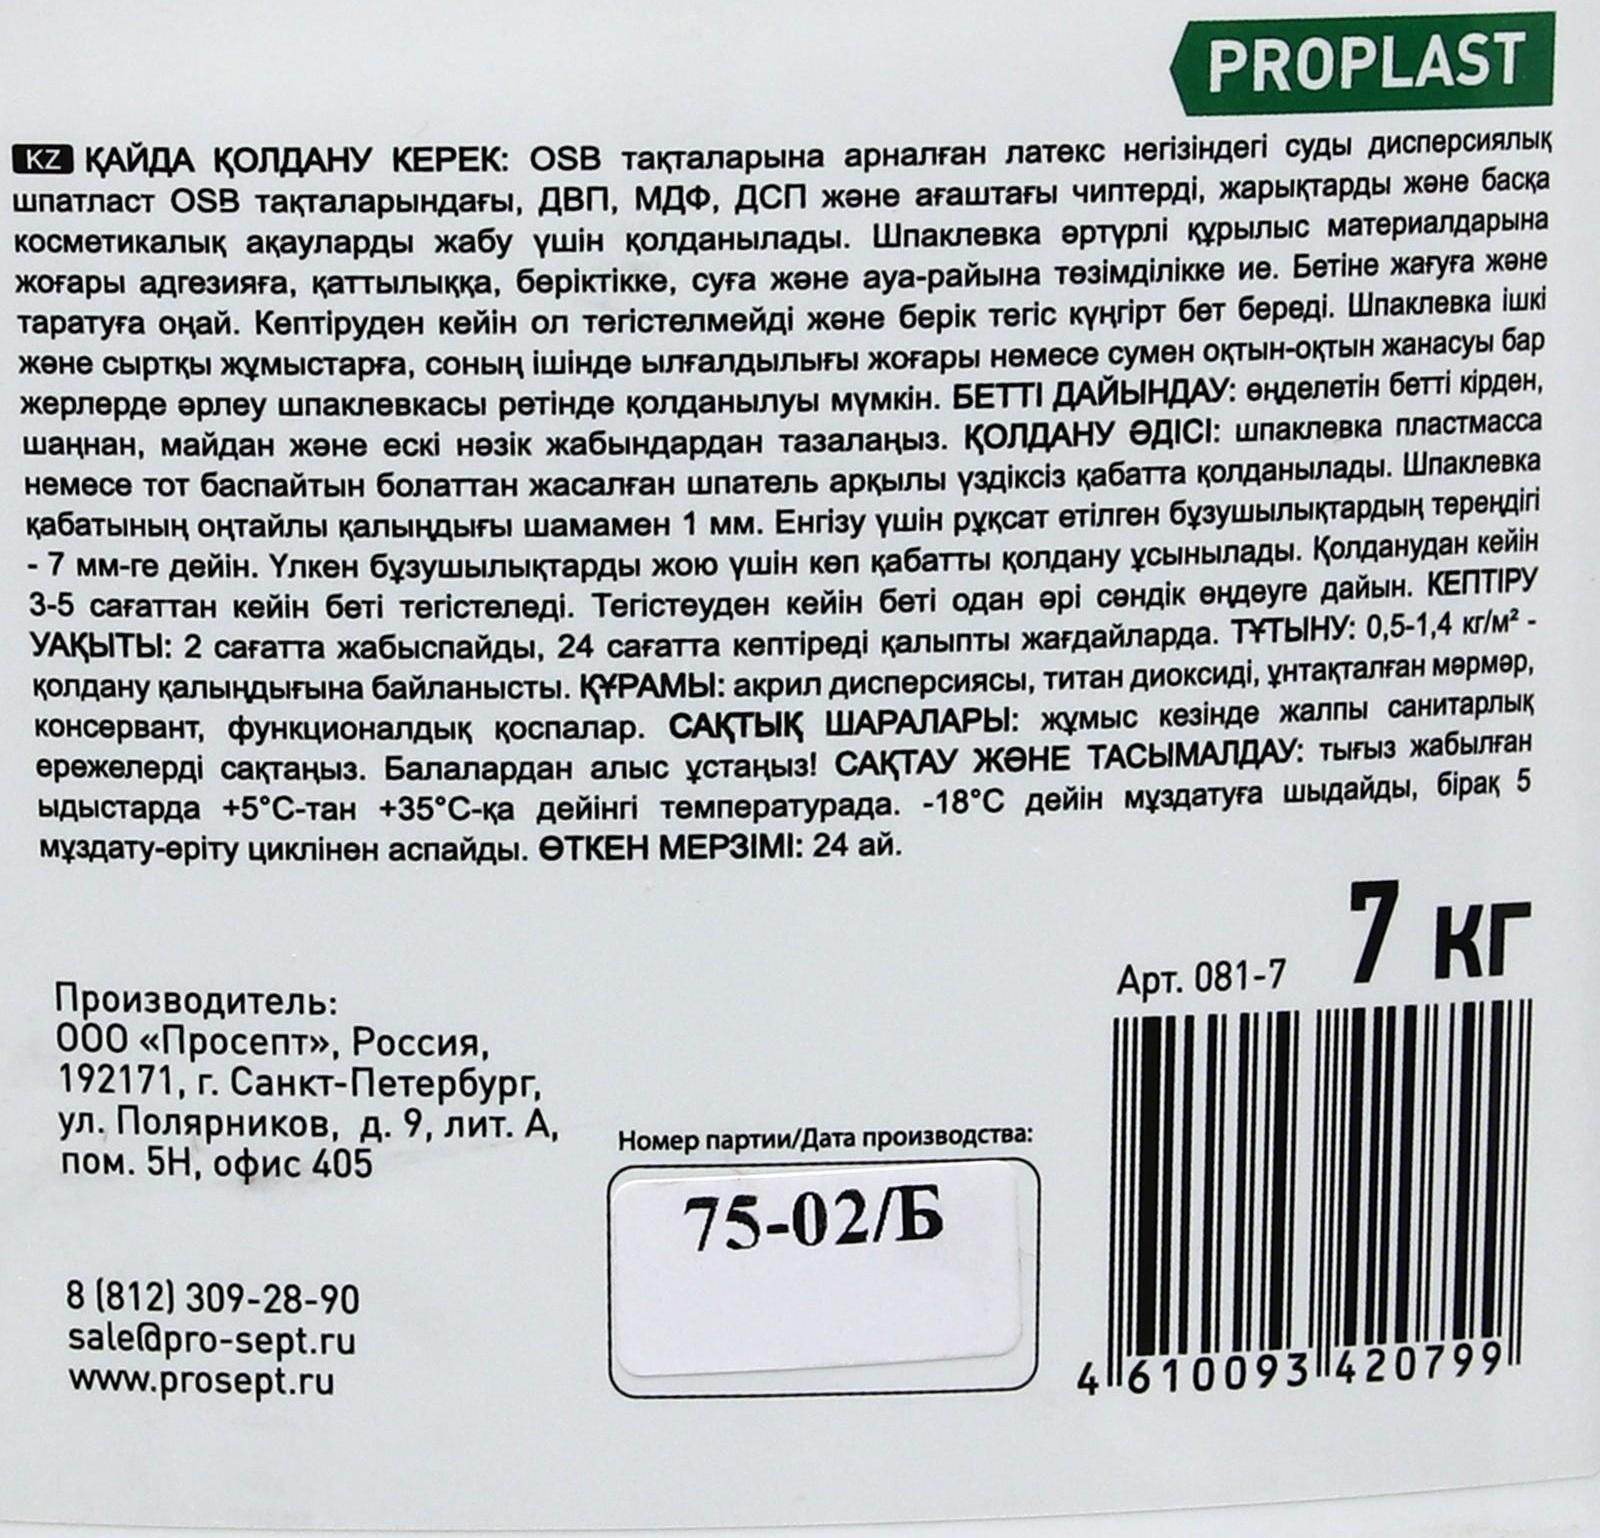 PROPLAST
KZ ҚАЙДА ҚОЛДАНУ КЕРЕК: OSB тақталарына арналған латекс негізіндегі суды дисперсиялық
шпатласт OSB тақталарындағы, ДВП, МДФ, ДСП және ағаштағы чиптерді, жарықтарды және басқа
косметикалық ақауларды жабу үшін қолданылады. Шпаклевка әртүрлі құрылыс материалдарына
жоғары адгезияға, қаттылыққа, беріктікке, суға және ауа-райына төзімділікке ие. Бетіне жағуға және
таратуға оңай. Кептіруден кейін ол тегістелмейді және берік тегіс күңгірт бет береді. Шпаклевка ішкі
және сыртқы жұмыстарға, соның ішінде ылғалдылығы жоғары немесе сумен оқтын-оқтын жанасуы бар
жерлерде әрлеу шпаклевкасы ретінде қолданылуы мүмкін. БЕТТІ ДАЙЫНДАУ: өңделетін бетті кірден,
шаңнан, майдан және ескі нәзік жабындардан тазалаңыз. ҚОЛДАНУ ӘДІСІ: шпаклевка пластмасса
немесе тот баспайтын болаттан жасалған шпатель арқылы үздіксіз қабатта қолданылады. Шпаклевка
қабатының оңтайлы қалыңдығы шамамен 1 мм. Енгізу үшін рұқсат етілген бұзушылықтардың тереңдігі
- 7 мм-ге дейін. Үлкен бұзушылықтарды жою үшін көп қабатты қолдану ұсынылады. Қолданудан кейін
3-5 сағаттан кейін беті тегістеледі. Тегістеуден кейін беті одан әрі сәндік өңдеуге дайын. КЕПТІРУ
УАҚЫТЫ: 2 сағатта жабыспайды, 24 сағатта кептіреді қалыпты жағдайларда. ТҰТЫНУ: 0,5-1,4 кг/м² -
қолдану қалыңдығына байланысты. ҚҰРАМЫ: акрил дисперсиясы, титан диоксиді, ұнтақталған мәрмәр,
консервант, функционалдық қоспалар. САҚТЫҚ ШАРАЛАРЫ: жұмыс кезінде жалпы санитарлық
ережелерді сақтаңыз. Балалардан алыс ұстаңыз! САҚТАУ ЖӘНЕ ТАСЫМАЛДАУ: тығыз жабылған
ыдыстарда +5°С-тан +35°С-қа дейінгі температурада. -18°С дейін мұздатуға шыдайды, бірақ 5
мұздату-еріту циклінен аспайды. ӨТКЕН МЕРЗІМІ: 24 ай.
7 кг
Арт. 081-7
Производитель:
ООО «Просепт», Россия,
192171, г. Санкт-Петербург,
ул. Полярников, д. 9, лит. А,
пом. 5Н, офис 405
Номер партии/Дата производства:
75-02/Б
8 (812) 309-28-90
sale@pro-sept.ru
www.prosept.ru
4 610093 420799